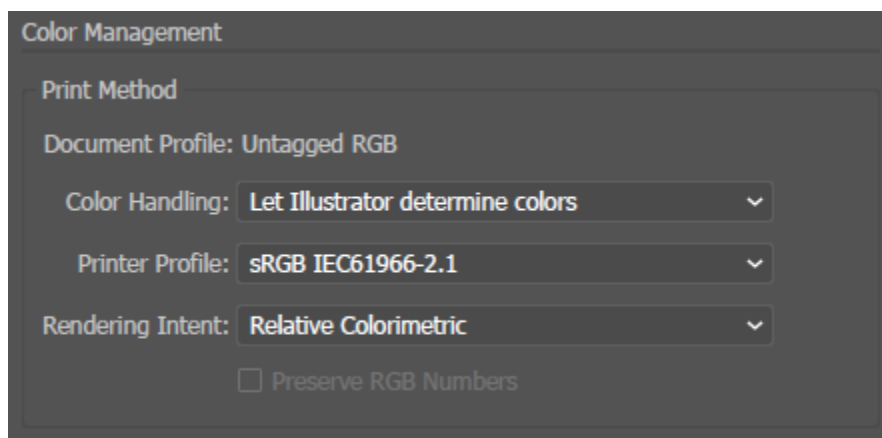 Color Management
Print Method
Document Profile: Untagged RGB
Color Handling: Let Illustrator determine colors
Printer Profile: sRGB IEC61966-2.1
Rendering Intent: Relative Colorimetric
Preserve RGB Numbers